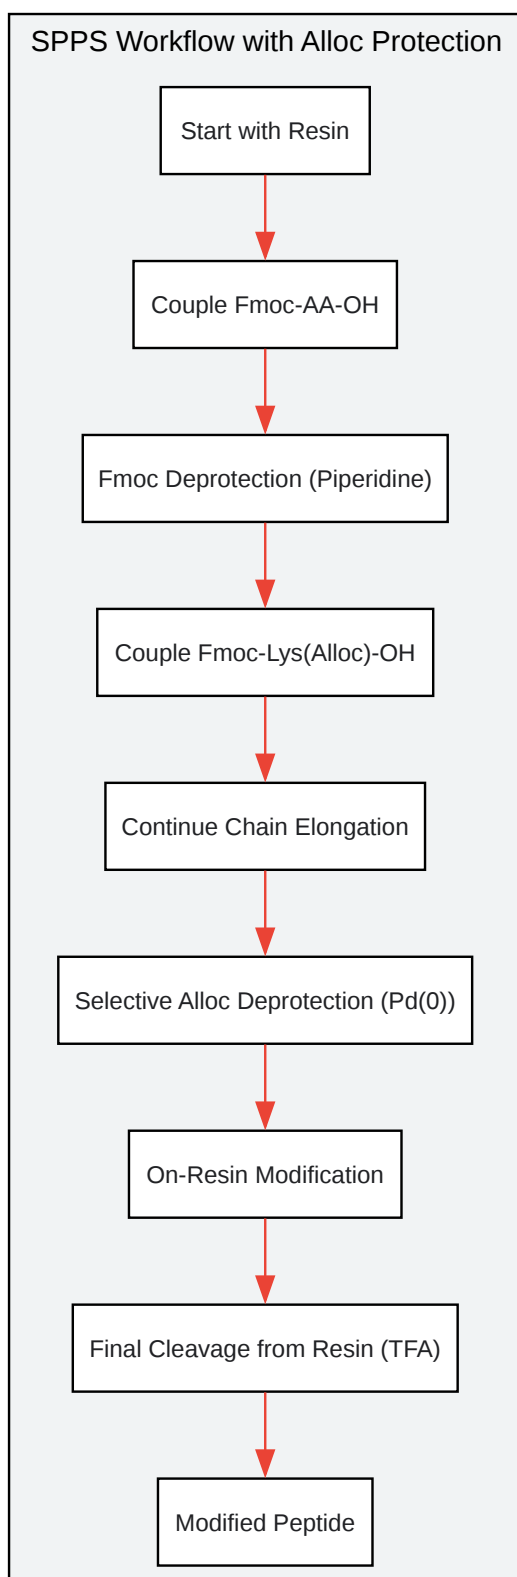 SPPS Workflow with Alloc Protection
Start with Resin
Couple Fmoc-AA-OH
Fmoc Deprotection (Piperidine)
Couple Fmoc-Lys(Alloc)-OH
Continue Chain Elongation
Selective Alloc Deprotection (Pd(0))
On-Resin Modification
Final Cleavage from Resin (TFA)
Modified Peptide